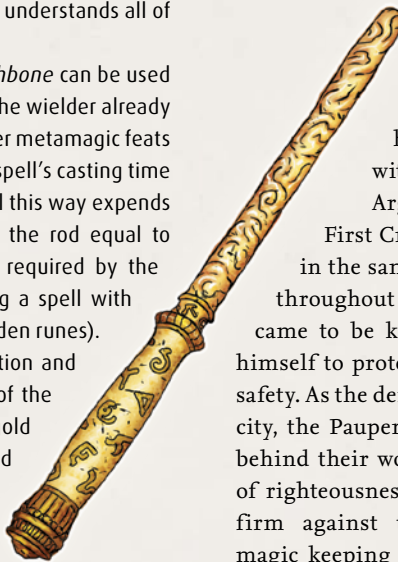 understands all of
hbone can be used
he wielder already
er metamagic feats
spell's casting time
l this way expends
the rod equal to
required by the
g a spell with
den runes).
tion and
of the
old
d
wit
Arg
First Cr
in the san
throughout
came to be k
himself to prote
safety. As the de
city, the Pauper
behind their wo
of righteousnes
firm against
magic keeping